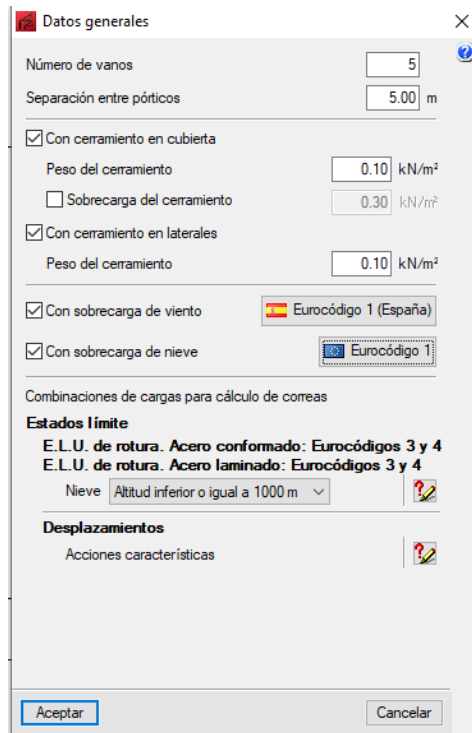 Datos generales
Número de vanos 5
Separación entre pórticos 5.00 m
Con cerramiento en cubierta
Peso del cerramiento 0.10 kN/m²
Sobrecarga del cerramiento 0.30 kN/m²
Con cerramiento en laterales
Peso del cerramiento 0.10 kN/m²
Con sobrecarga de viento Eurocódigo 1 (España)
Con sobrecarga de nieve Eurocódigo 1
Combinaciones de cargas para cálculo de correas
Estados límite
E.L.U. de rotura. Acero conformado: Eurocódigos 3 y 4
E.L.U. de rotura. Acero laminado: Eurocódigos 3 y 4
Nieve Altitud inferior o igual a 1000 m
Desplazamientos
Acciones características
Aceptar Cancelar